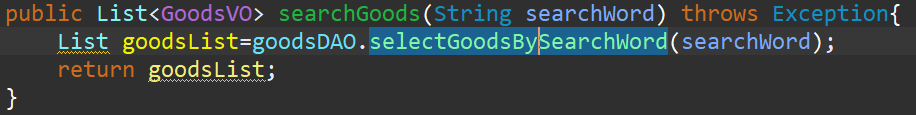 public List<GoodsVO> searchGoods(String searchWord) throws Exception{
List goodsList=goodsDAO.selectGoodsBySearchWord(searchWord);
return goodsList;
}